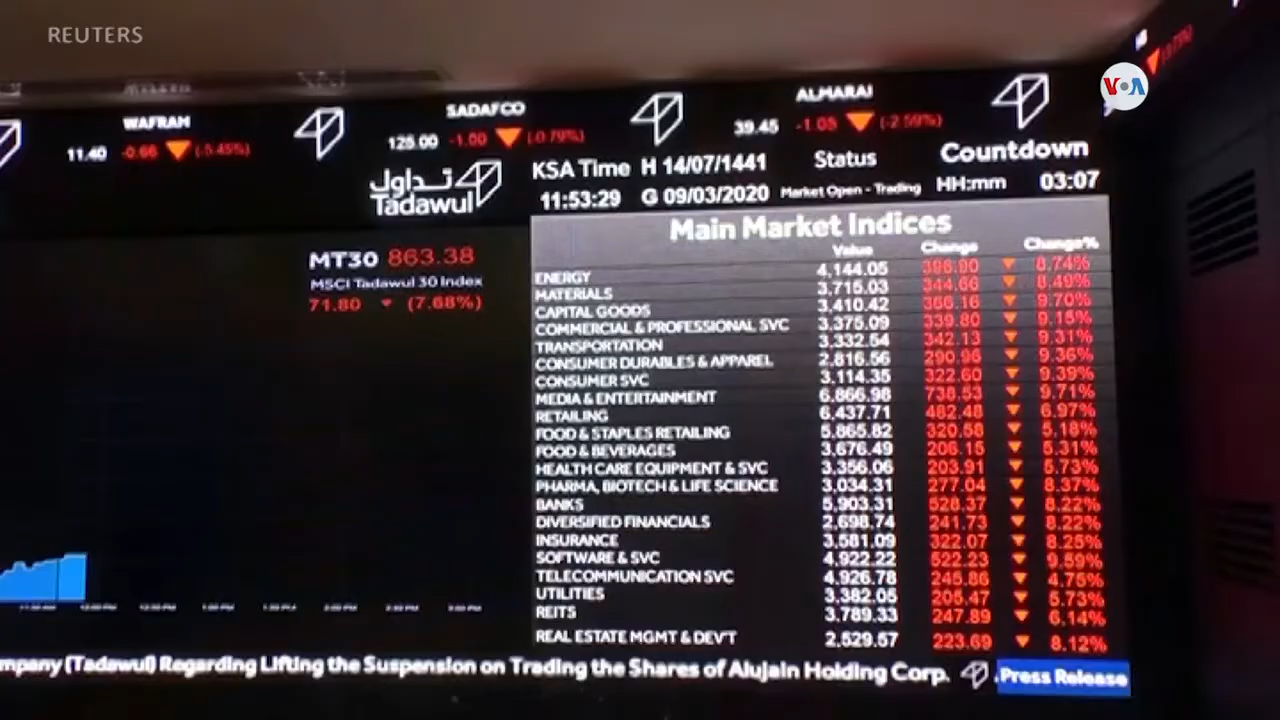 REUTERS
VOA
WAFRAH
11.40 -0.66 (-5.45%)
SADAFCO
125.00 -1.00 (-0.79%)
ALMARAI
39.45 -1.05 (-2.59%)
تداول
Tadawul
KSA Time H 14/07/1441 Status Countdown
11:53:29 G 09/03/2020 Market Open - Trading HH:mm 03:07
MT30 863.38
MSCI Tadawul 30 Index
71.80 (7.68%)
Main Market Indices
Value Change Change%
ENERGY 4,144.05 396.90 8.74%
MATERIALS 3,715.03 344.66 8.49%
CAPITAL GOODS 3,410.42 366.16 9.70%
COMMERCIAL & PROFESSIONAL SVC 3,375.09 339.80 9.15%
TRANSPORTATION 3,332.54 342.13 9.31%
CONSUMER DURABLES & APPAREL 2,816.56 290.96 9.36%
CONSUMER SVC 3,114.35 322.60 9.39%
MEDIA & ENTERTAINMENT 6,866.98 738.53 9.71%
RETAILING 6,437.71 482.48 6.97%
FOOD & STAPLES RETAILING 5,865.82 320.58 5.18%
FOOD & BEVERAGES 3,676.49 206.15 5.31%
HEALTH CARE EQUIPMENT & SVC 3,356.06 203.91 5.73%
PHARMA, BIOTECH & LIFE SCIENCE 3,034.31 277.04 8.37%
BANKS 5,903.31 528.37 8.22%
DIVERSIFIED FINANCIALS 2,698.74 241.73 8.22%
INSURANCE 3,581.09 322.07 8.25%
SOFTWARE & SVC 4,922.22 522.23 9.59%
TELECOMMUNICATION SVC 4,926.78 245.86 4.75%
UTILITIES 3,382.05 205.47 5.73%
REITS 3,789.33 247.89 6.14%
REAL ESTATE MGMT & DEV'T 2,529.57 223.69 8.12%
mpany (Tadawul) Regarding Lifting the Suspension on Trading the Shares of Alujain Holding Corp. Press Release